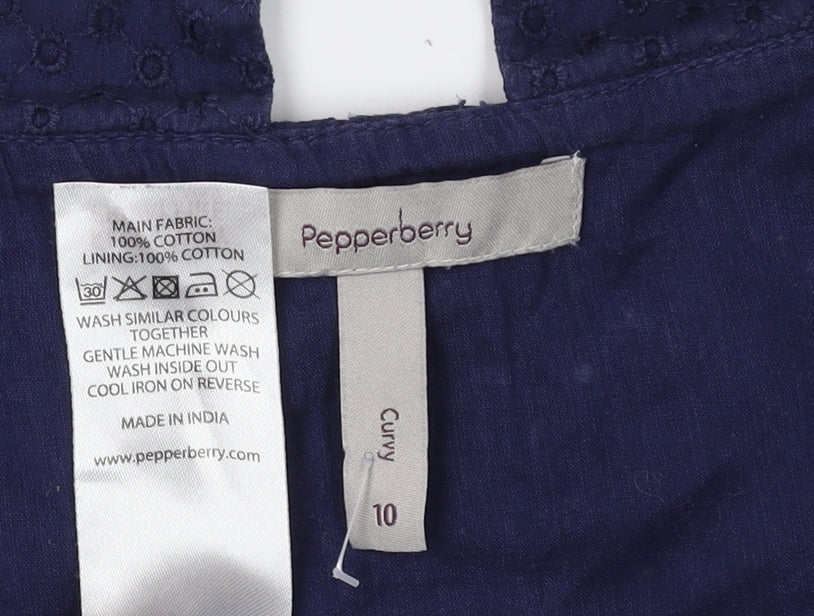 MAIN FABRIC:
100% COTTON
LINING:100% COTTON
30
WASH SIMILAR COLOURS
TOGETHER
GENTLE MACHINE WASH
WASH INSIDE OUT
COOL IRON ON REVERSE
MADE IN INDIA
www.pepperberry.com
Pepperberry
Curvy
10